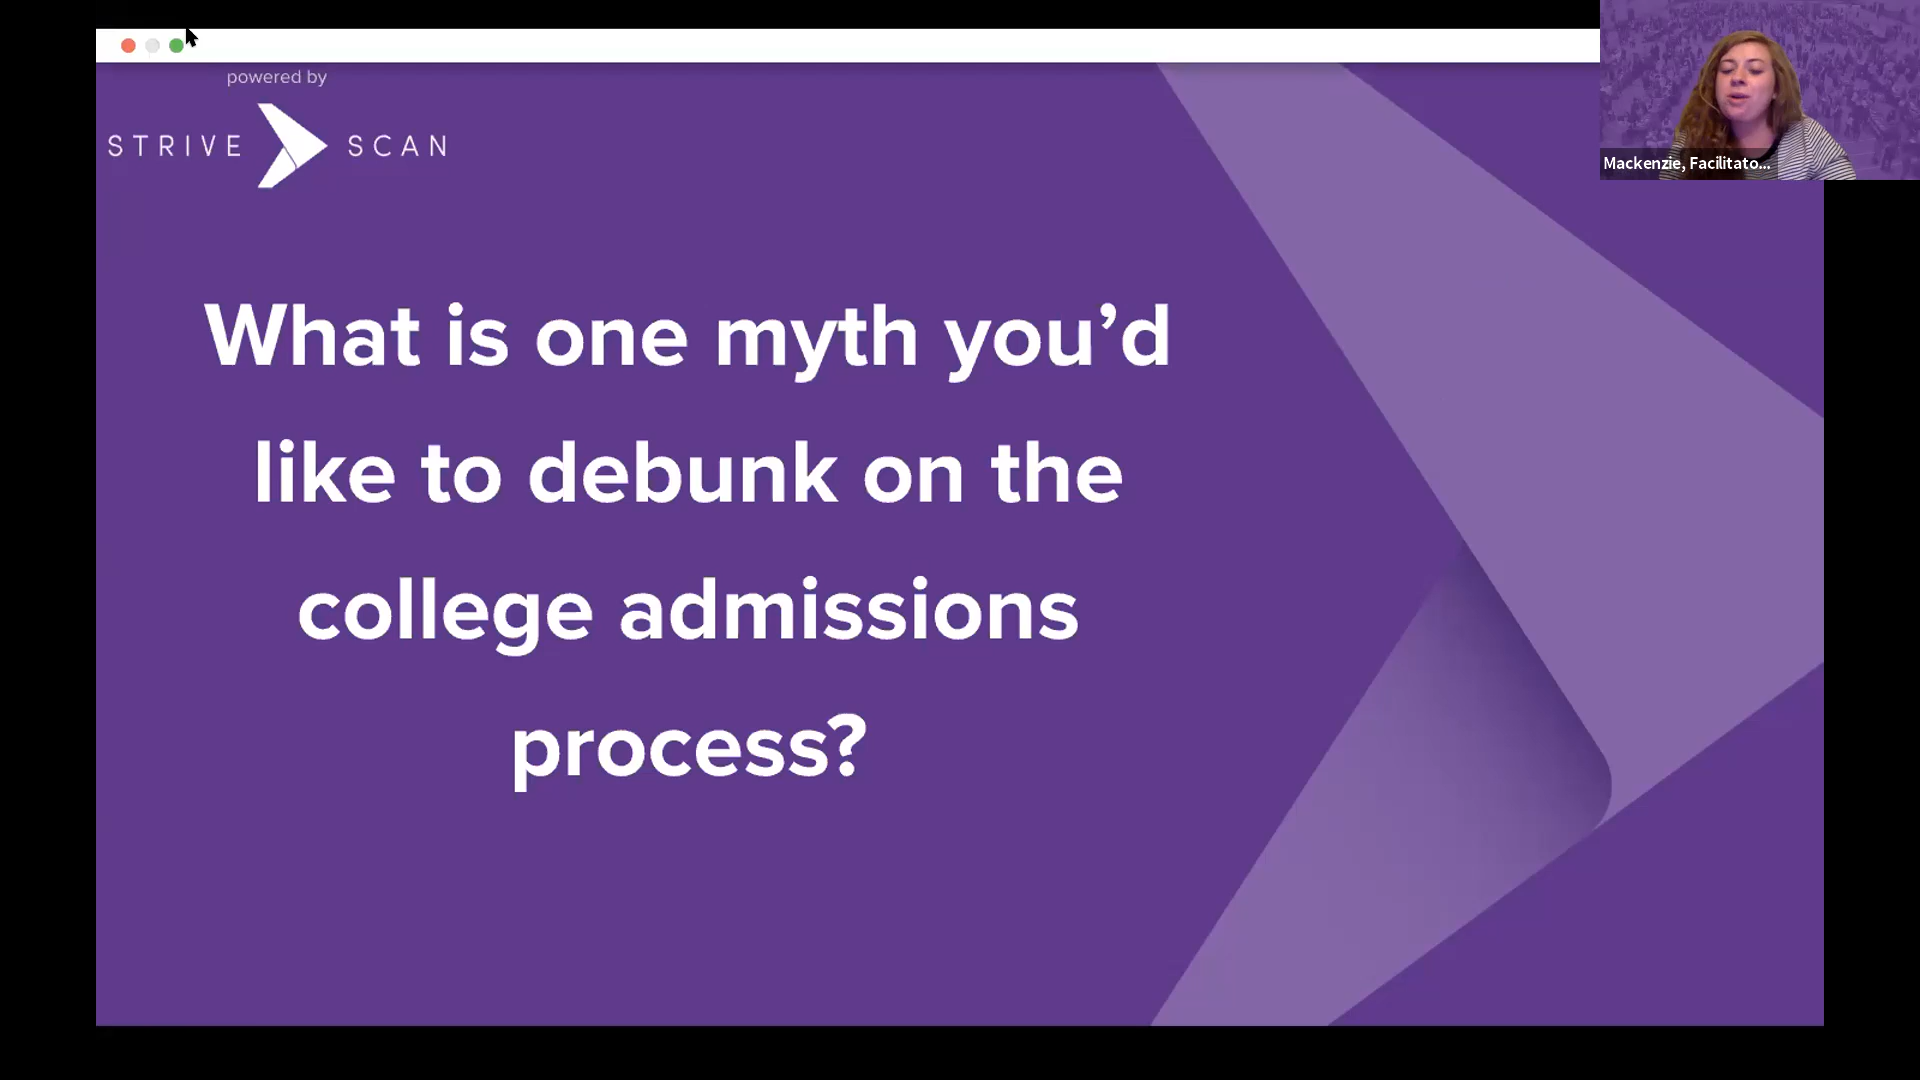 powered by
STRIVE SCAN
Mackenzie, Facilitato...
What is one myth you’d
like to debunk on the
college admissions
process?